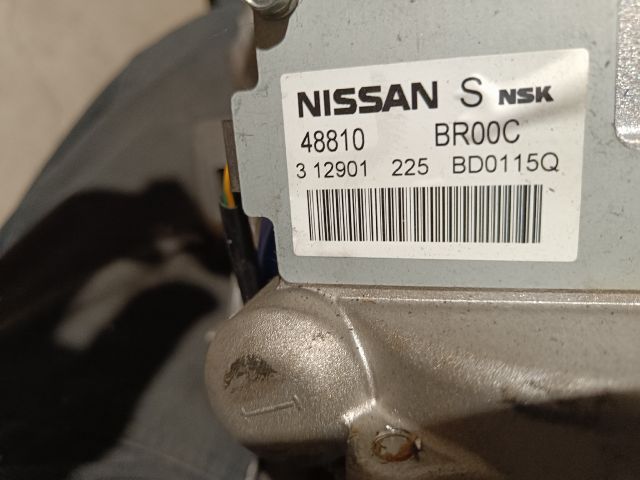 NISSAN S NSK
48810 BR00C
3 12901 225 BD0115Q